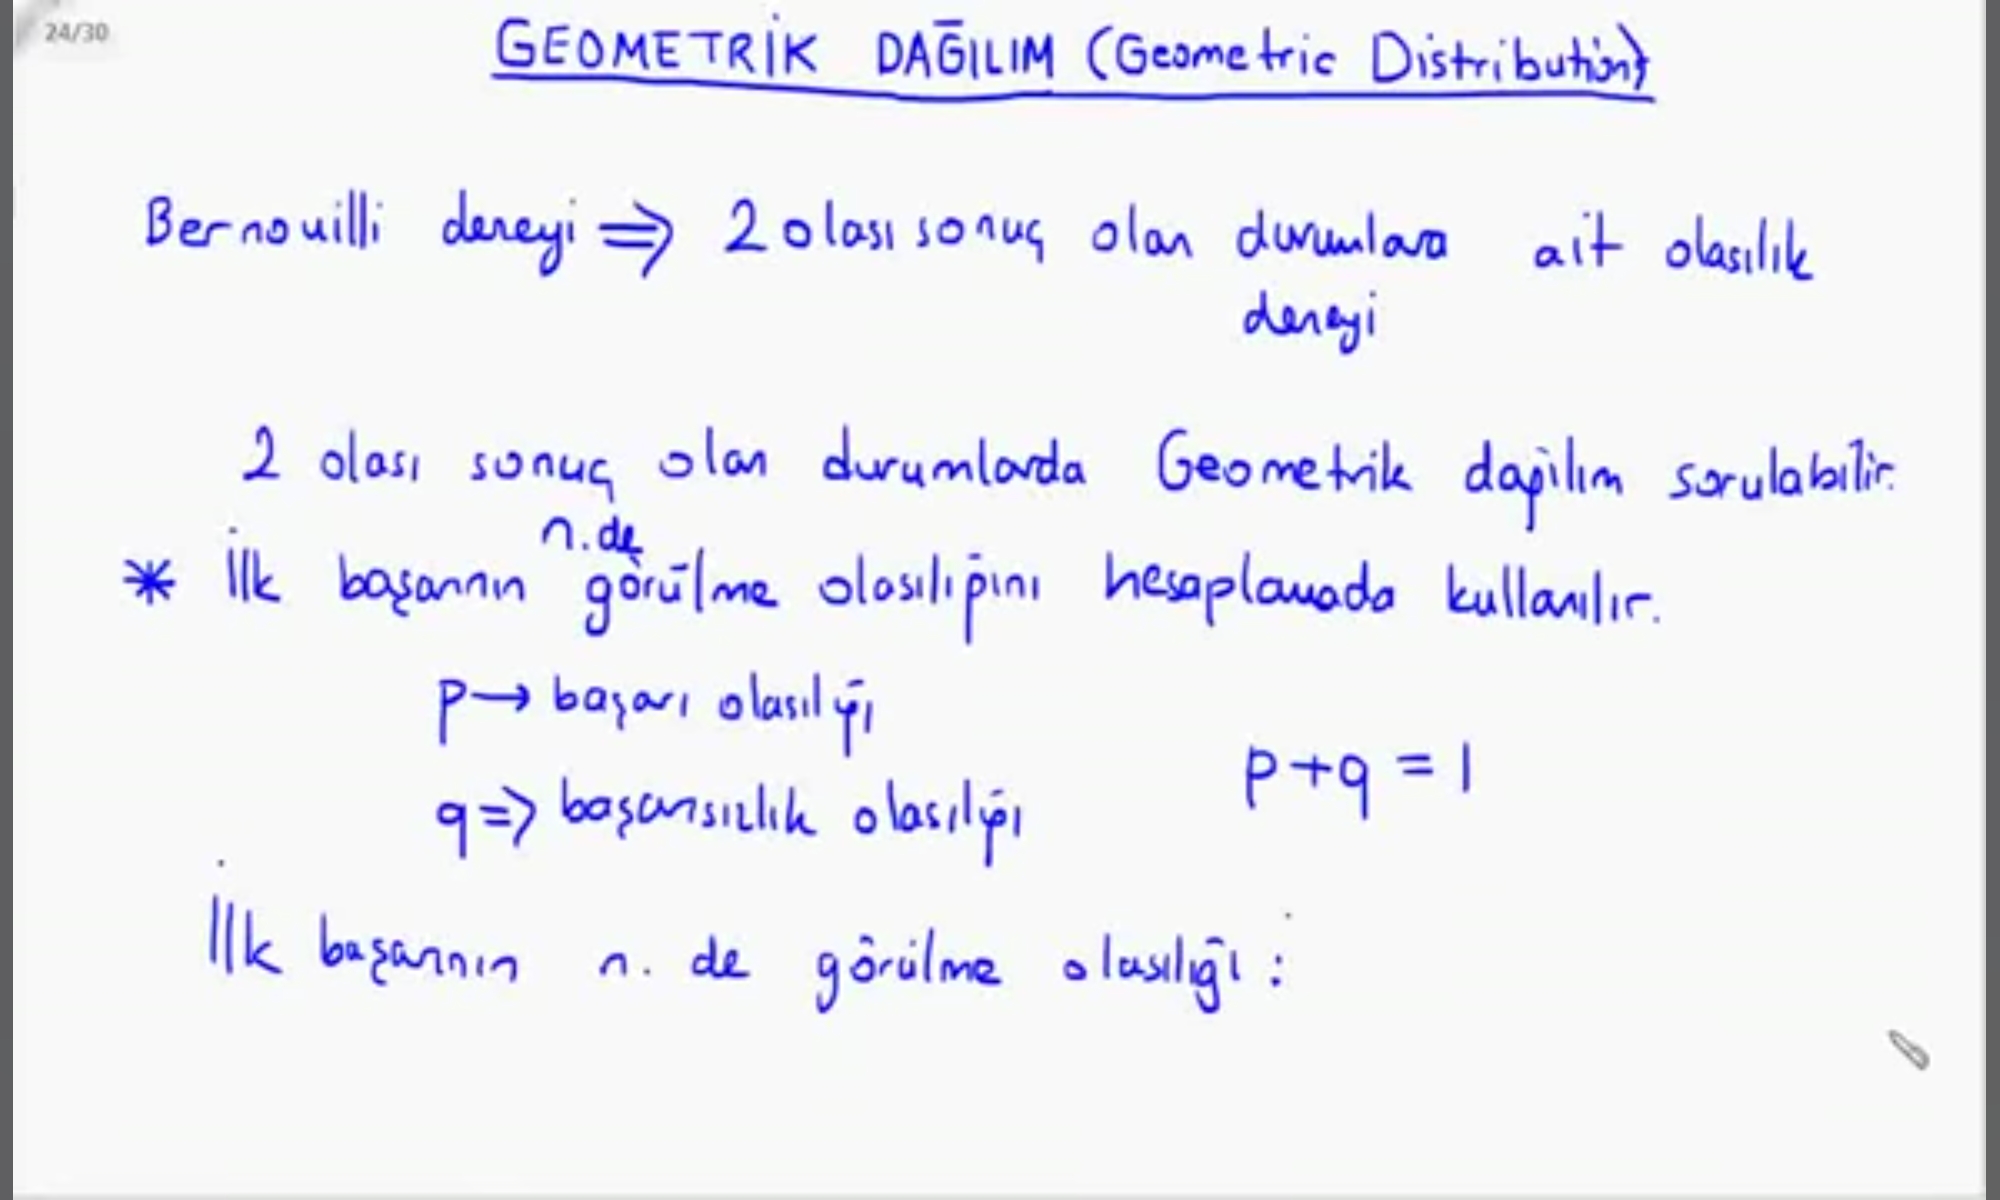 24/30
GEOMETRİK DAĞILIM (Geometric Distribution)
Bernouilli deneyi ⇒ 2 olası sonuç olan durumlara ait olasılık
deneyi
2 olası sonuç olan durumlarda Geometrik dağılım sorulabilir.
n. de
* İlk başarının görülme olasılığını hesaplamada kullanılır.
p → başarı olasılığı
p+q = 1
q ⇒ başarısızlık olasılığı
İlk başarının n. de görülme olasılığı :